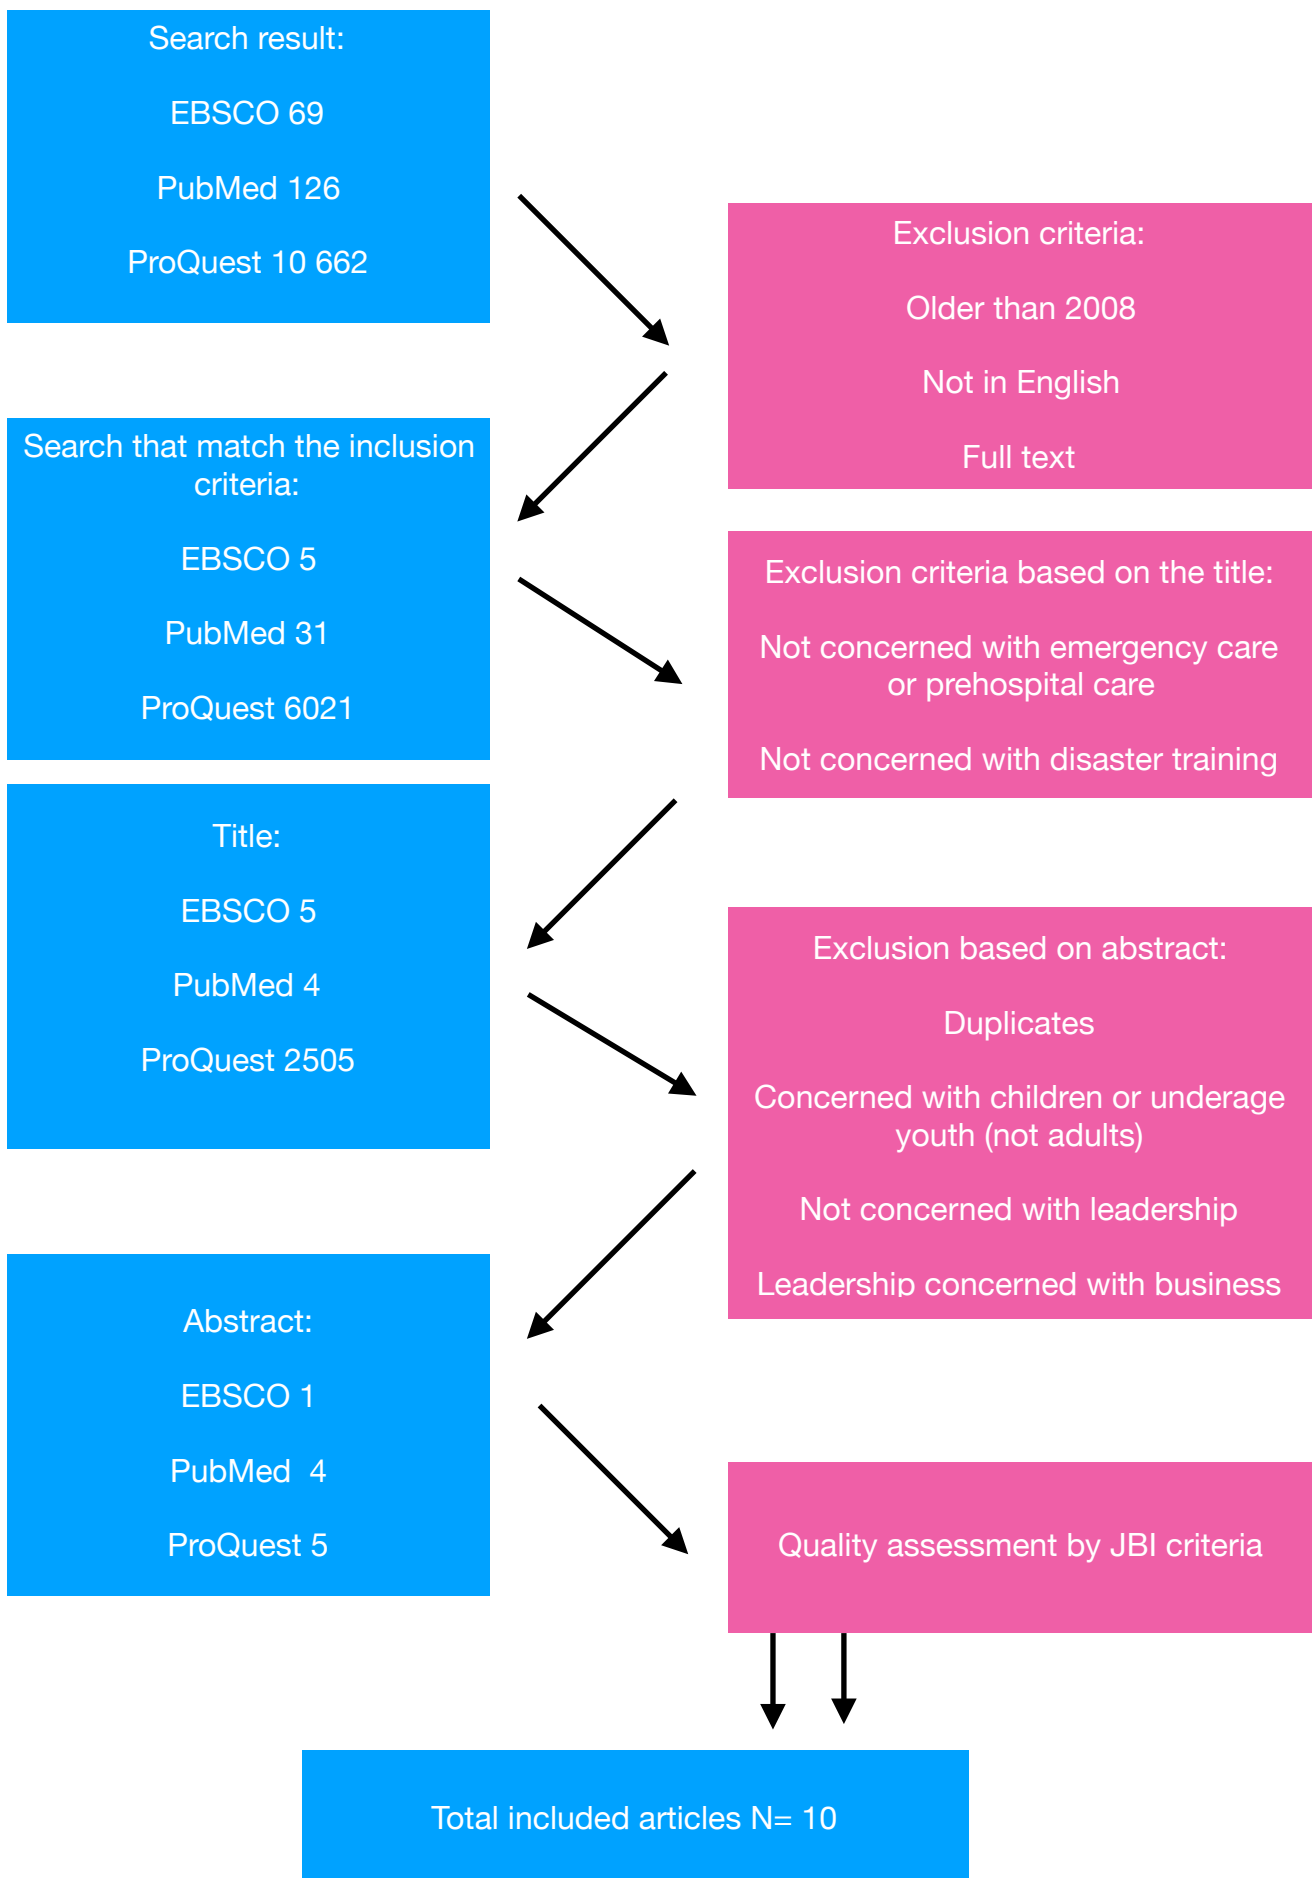 Search result:
EBSCO 69
PubMed 126
ProQuest 10 662
Exclusion criteria:
Older than 2008
Not in English
Full text
Search that match the inclusion
criteria:
EBSCO 5
PubMed 31
ProQuest 6021
Exclusion criteria based on the title:
Not concerned with emergency care
or prehospital care
Not concerned with disaster training
Title:
EBSCO 5
PubMed 4
ProQuest 2505
Exclusion based on abstract:
Duplicates
Concerned with children or underage
youth (not adults)
Not concerned with leadership
Leadership concerned with business
Abstract:
EBSCO 1
PubMed  4
ProQuest 5
Quality assessment by JBI criteria
Total included articles N= 10